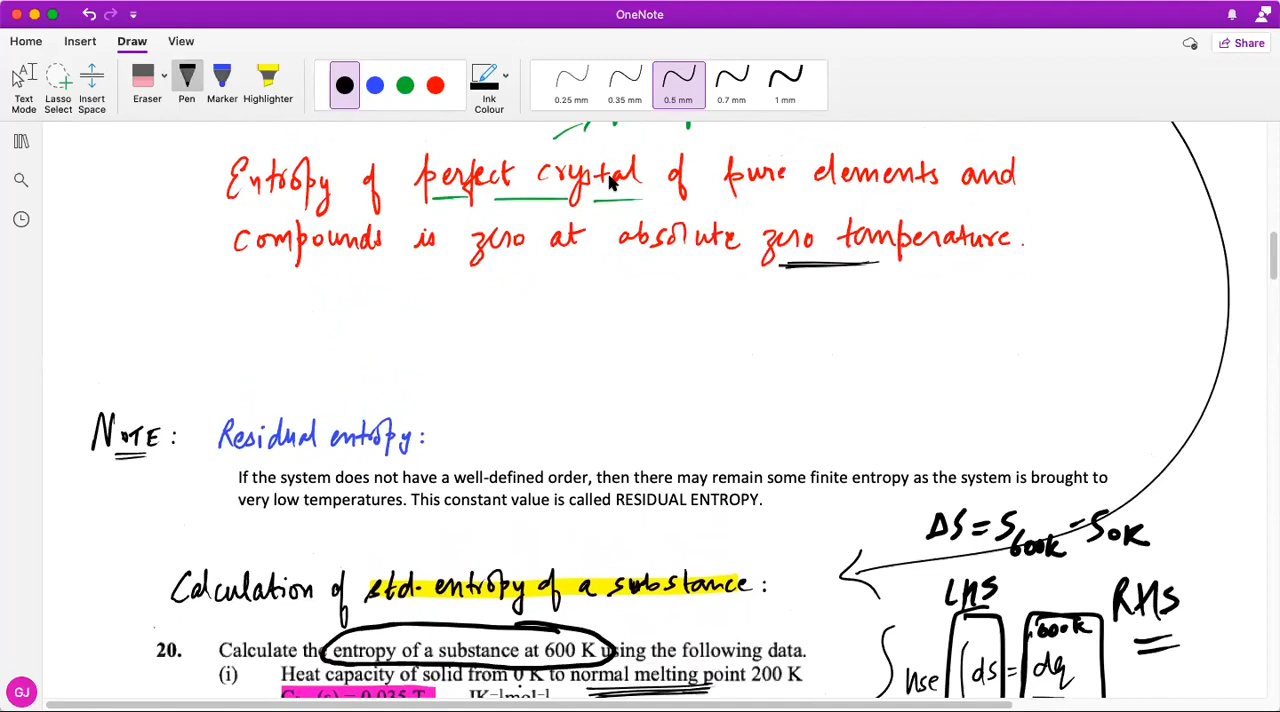 OneNote
Home Insert Draw View
Share
Text Mode
Lasso Select
Insert Space
Eraser
Pen
Marker
Highlighter
Ink Colour
0.25 mm
0.35 mm
0.5 mm
0.7 mm
1 mm
Entropy of perfect crystal of pure elements and
compounds is zero at absolute zero temperature.
NOTE: Residual entropy:
If the system does not have a well-defined order, then there may remain some finite entropy as the system is brought to
very low temperatures. This constant value is called RESIDUAL ENTROPY.
ΔS = S600K - S0K
Calculation of std. entropy of a substance:
LHS
RHS
20. Calculate the entropy of a substance at 600 K using the following data.
600K
(i) Heat capacity of solid from 0 K to normal melting point 200 K
∫ds = dq
use
JK⁻¹mol⁻¹
GJ